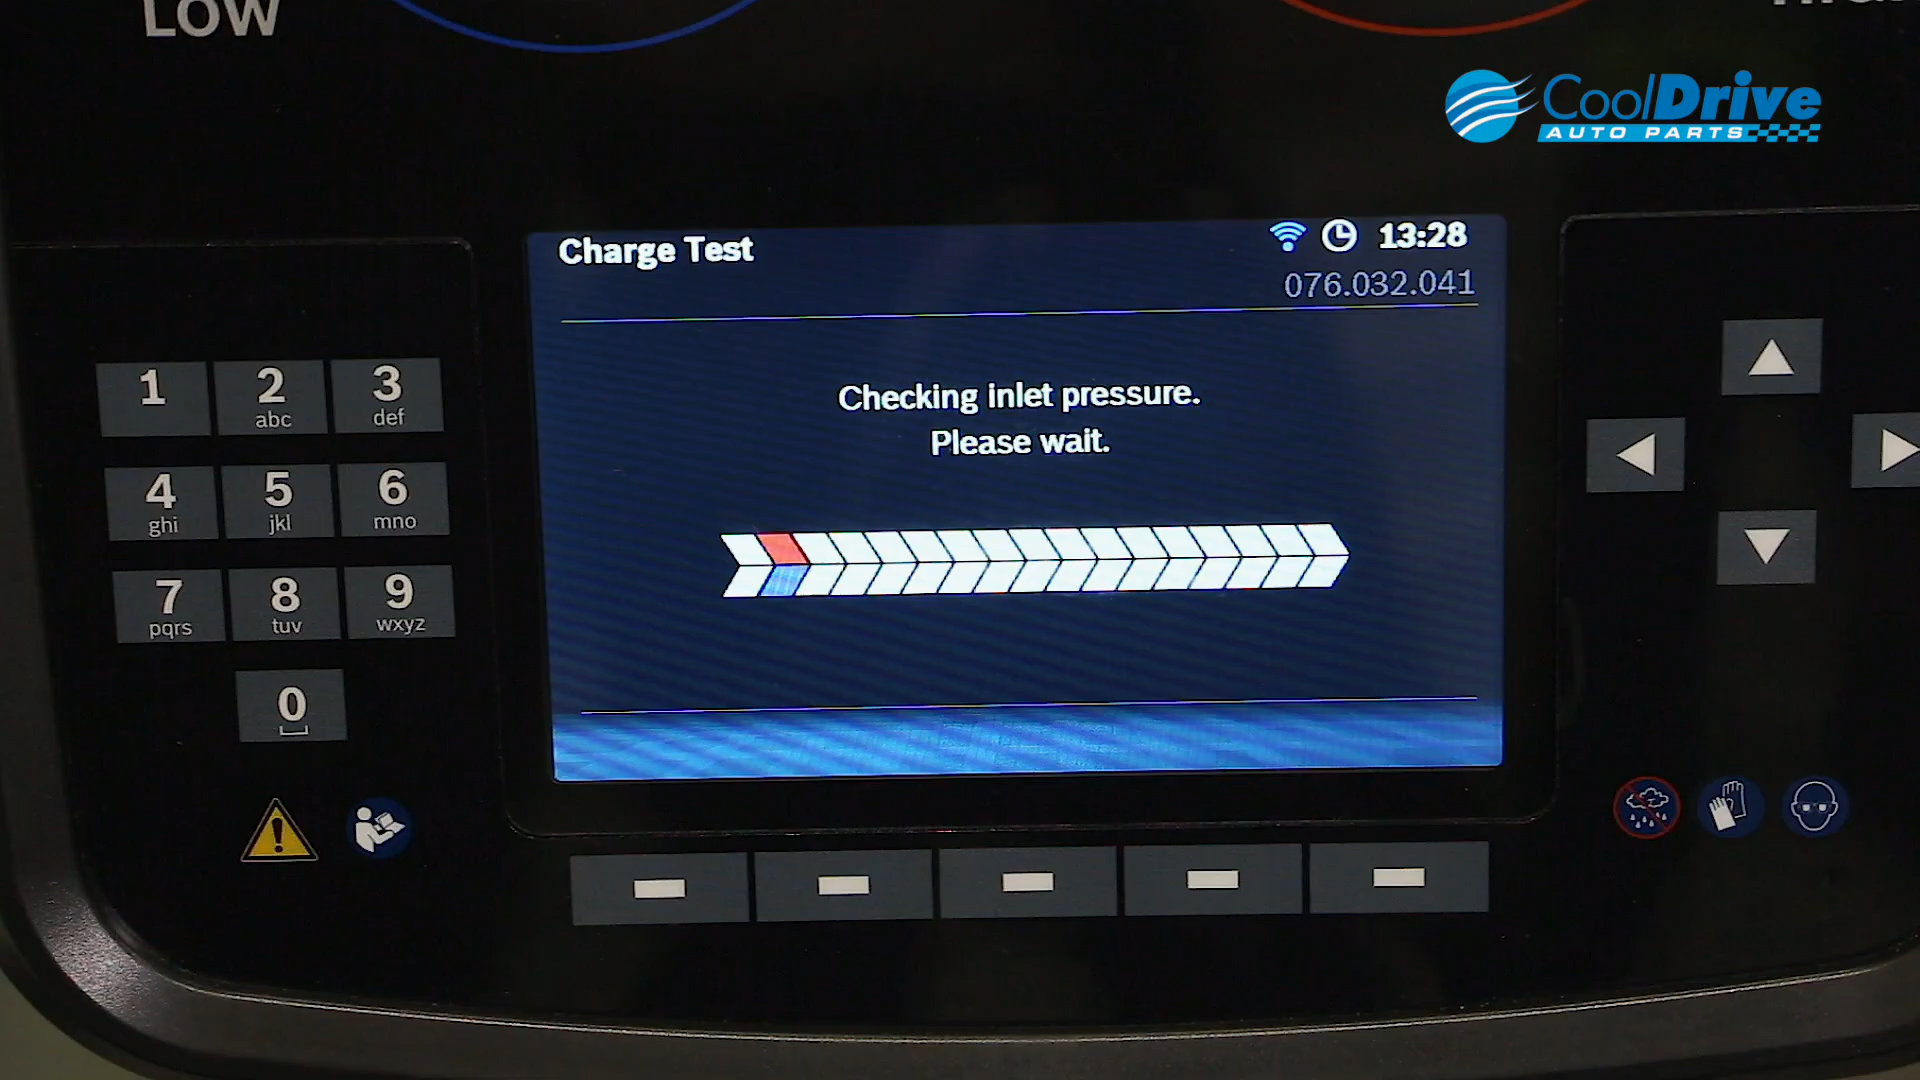 LOW
CoolDrive
AUTO PARTS
Charge Test
13:28
076.032.041
Checking inlet pressure.
Please wait.
1
2
abc
3
def
4
ghi
5
jkl
6
mno
7
pqrs
8
tuv
9
wxyz
0